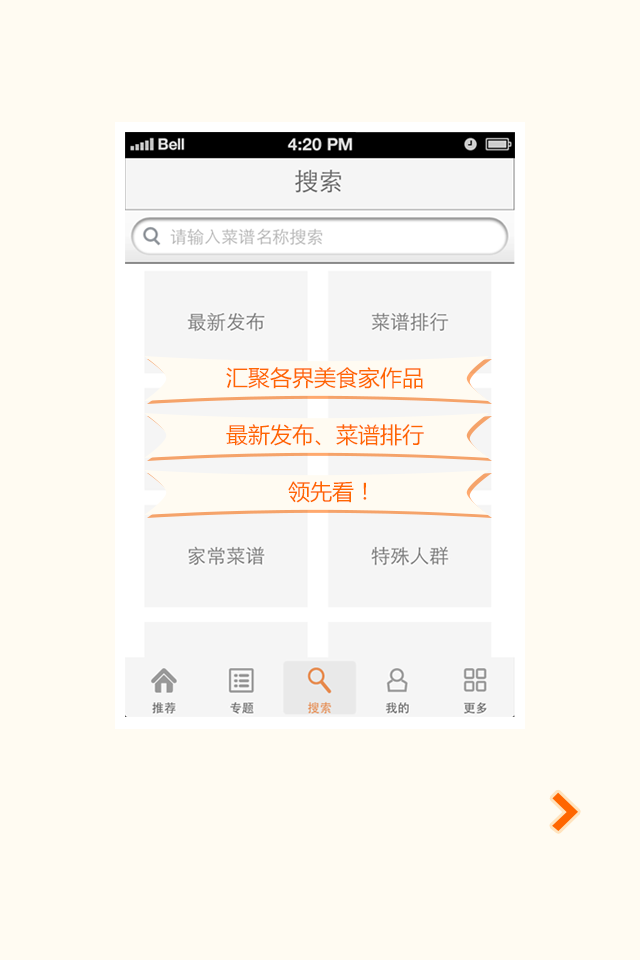 Bell 4:20 PM
搜索
请输入菜谱名称搜索
最新发布 菜谱排行
汇聚各界美食家作品
最新发布、菜谱排行
领先看！
家常菜谱 特殊人群
推荐 专题 搜索 我的 更多